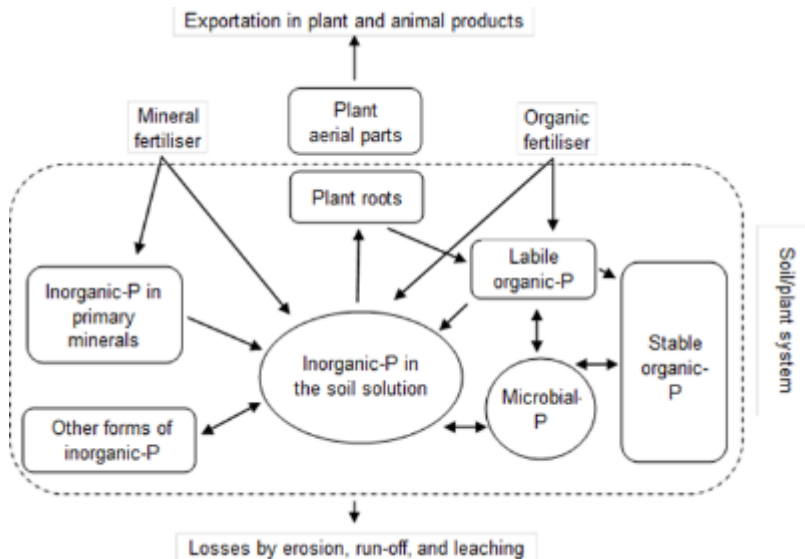 Exportation in plant and animal products
Plant
aerial parts
Mineral
fertiliser
Organic
fertiliser
Plant roots
Labile
organic-P
Inorganic-P in
primary
minerals
Inorganic-P in
the soil solution
Stable
organic-
P
Microbial-
P
Other forms of
inorganic-P
Soil/plant system
Losses by erosion, run-off, and leaching